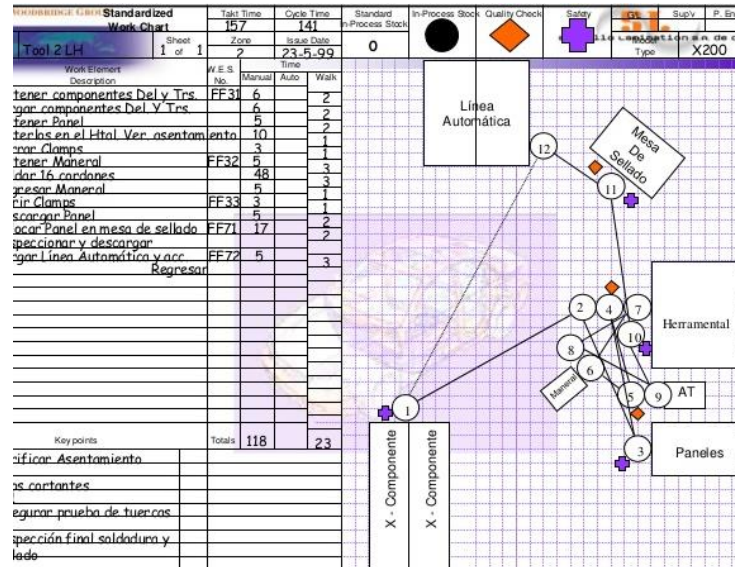 WOODBRIDGE GROUP
Standardized
Work Chart
Takt Time
157
Cycle Time
141
Standard
In-Process Stock
0
In-Process Stock
Quality Check
Safety
G/L
Sup'v
P. En
Tool 2 LH
Sheet
1 of 1
Zone
2
Issue Date
23-5-99
Type
X200
Work Element
Description
W.E.S.
No.
Time
Manual
Auto
Walk
tener componentes Del y Trs. FF31 6 2
gar componentes Del Y Trs. 6 2
tener Panel 5 2
terlos en el Htal. Ver. asentamiento 10 1
rrar Clamps 3 1
tener Maneral FF32 5 3
dar 16 cordones 48 3
gresar Maneral 5 1
rir Clamps FF33 3 1
scargar Panel 5 2
ocar Panel en mesa de sellado FF71 17 2
speccionar y descargar
rgar Línea Automática y acc. FF72 5 3
Regresar
Key points
Totals 118 23
rificar Asentamiento
os cortantes
egurar prueba de tuercas
spección final soldadura y
lado
Línea
Automática
Mesa
De
Sellado
12
11
2
4
7
Herramental
10
8
6
Maneral
5
9
AT
1
3
Paneles
X - Componente
X - Componente